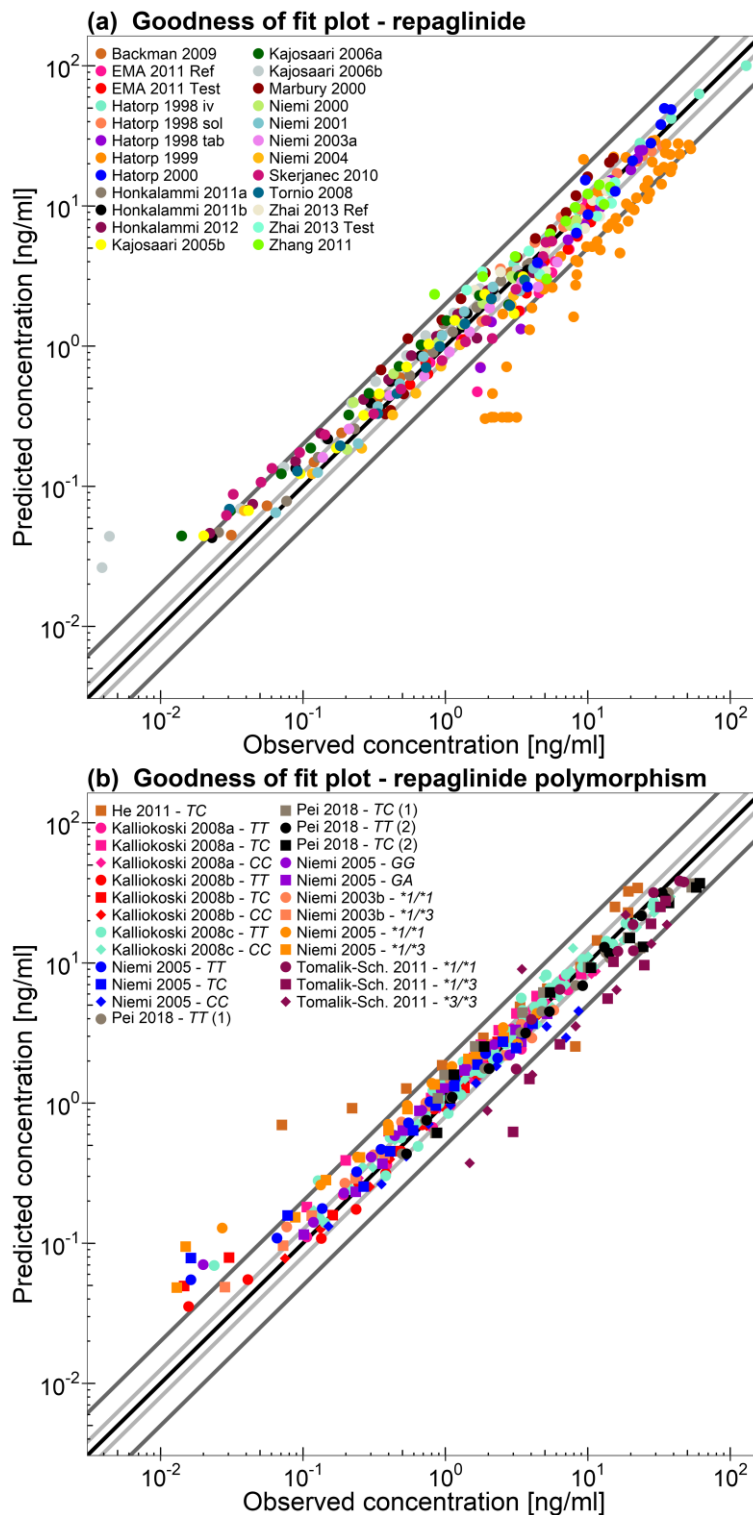 (a) Goodness of fit plot - repaglinide
Backman 2009
EMA 2011 Ref
EMA 2011 Test
Hatorp 1998 iv
Hatorp 1998 sol
Hatorp 1998 tab
Hatorp 1999
Hatorp 2000
Honkalammi 2011a
Honkalammi 2011b
Honkalammi 2012
Kajosaari 2005b
Kajosaari 2006a
Kajosaari 2006b
Marbury 2000
Niemi 2000
Niemi 2001
Niemi 2003a
Niemi 2004
Skerjanec 2010
Tornio 2008
Zhai 2013 Ref
Zhai 2013 Test
Zhang 2011
Predicted concentration [ng/ml]
10²
10¹
10⁰
10⁻¹
10⁻²
10⁻² 10⁻¹ 10⁰ 10¹ 10²
Observed concentration [ng/ml]
(b) Goodness of fit plot - repaglinide polymorphism
He 2011 - TC
Kalliokoski 2008a - TT
Kalliokoski 2008a - TC
Kalliokoski 2008a - CC
Kalliokoski 2008b - TT
Kalliokoski 2008b - TC
Kalliokoski 2008b - CC
Kalliokoski 2008c - TT
Kalliokoski 2008c - CC
Niemi 2005 - TT
Niemi 2005 - TC
Niemi 2005 - CC
Pei 2018 - TT (1)
Pei 2018 - TC (1)
Pei 2018 - TT (2)
Pei 2018 - TC (2)
Niemi 2005 - GG
Niemi 2005 - GA
Niemi 2003b - *1/*1
Niemi 2003b - *1/*3
Niemi 2005 - *1/*1
Niemi 2005 - *1/*3
Tomalik-Sch. 2011 - *1/*1
Tomalik-Sch. 2011 - *1/*3
Tomalik-Sch. 2011 - *3/*3
Predicted concentration [ng/ml]
10²
10¹
10⁰
10⁻¹
10⁻²
10⁻² 10⁻¹ 10⁰ 10¹ 10²
Observed concentration [ng/ml]